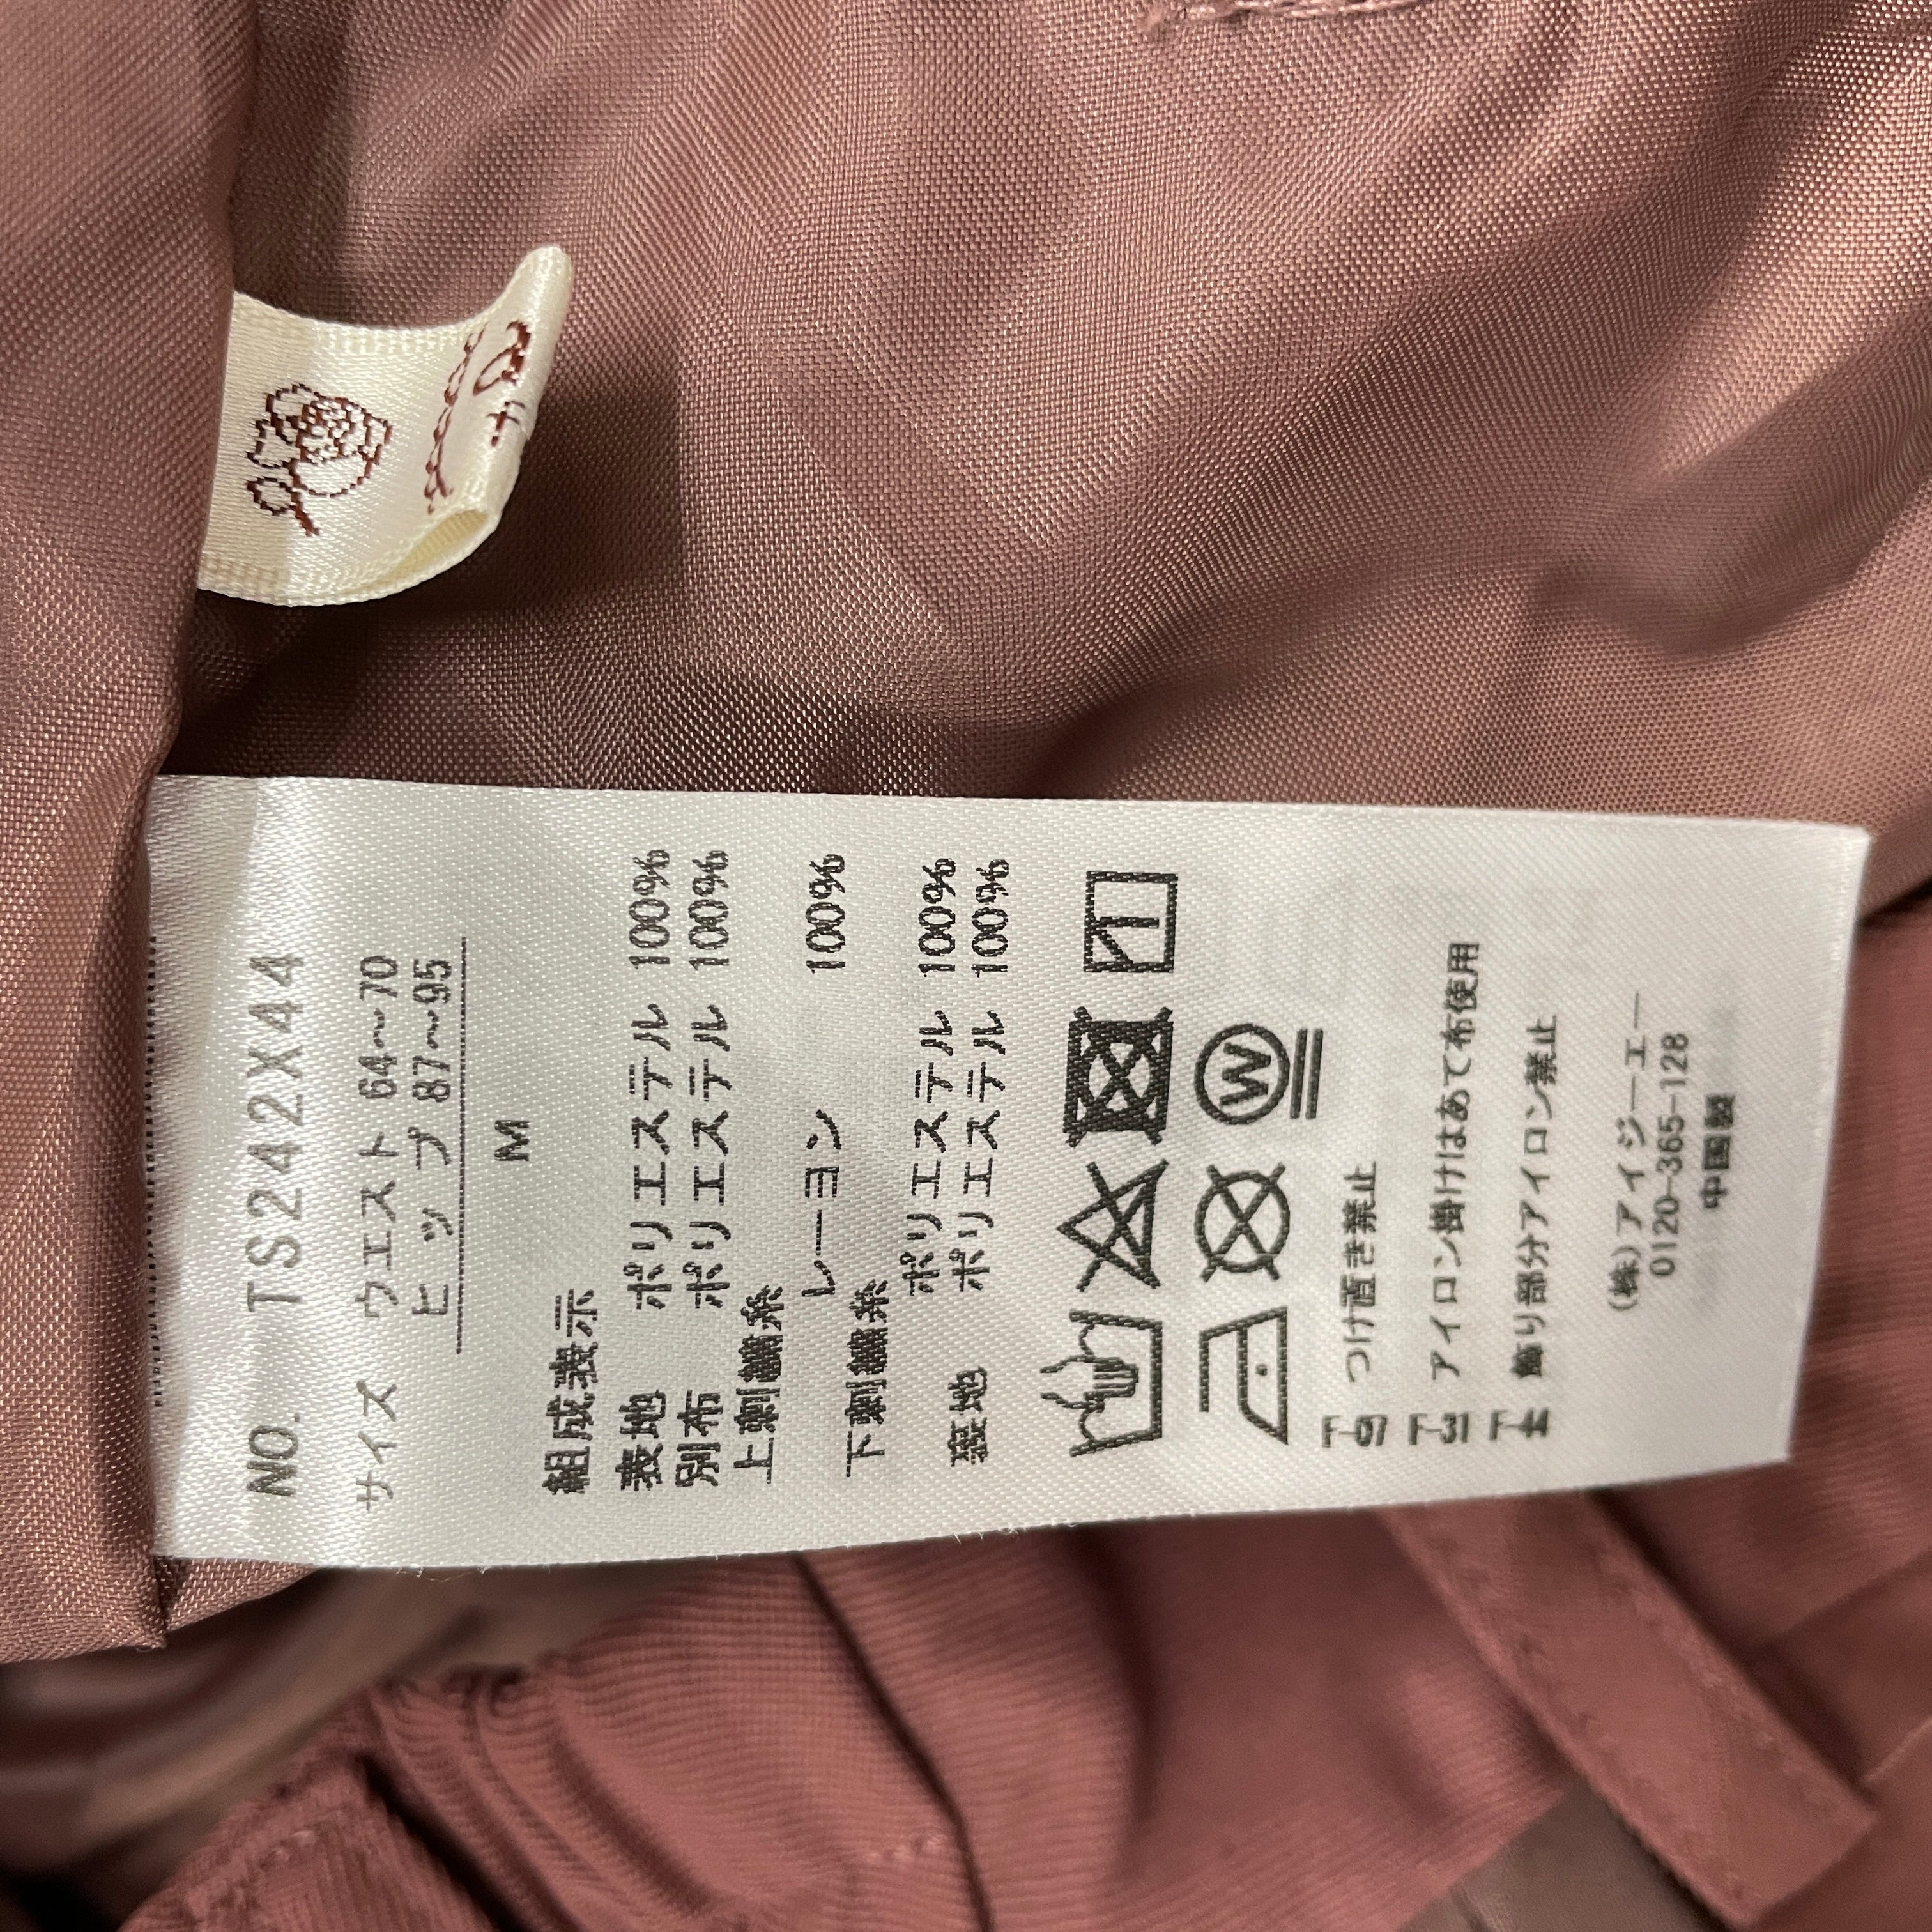 NO. TS242X44
サイズ ウエスト 64〜70
ヒップ 87〜95
M
組成表示
表地 ポリエステル 100%
別布 ポリエステル 100%
上刺繍糸
レーヨン 100%
下刺繍糸
ポリエステル 100%
裏地 ポリエステル 100%
W
つけ置き禁止
アイロン掛けはあて布使用
飾り部分アイロン禁止
(株)アイジーエー
0120-365-128
中国製